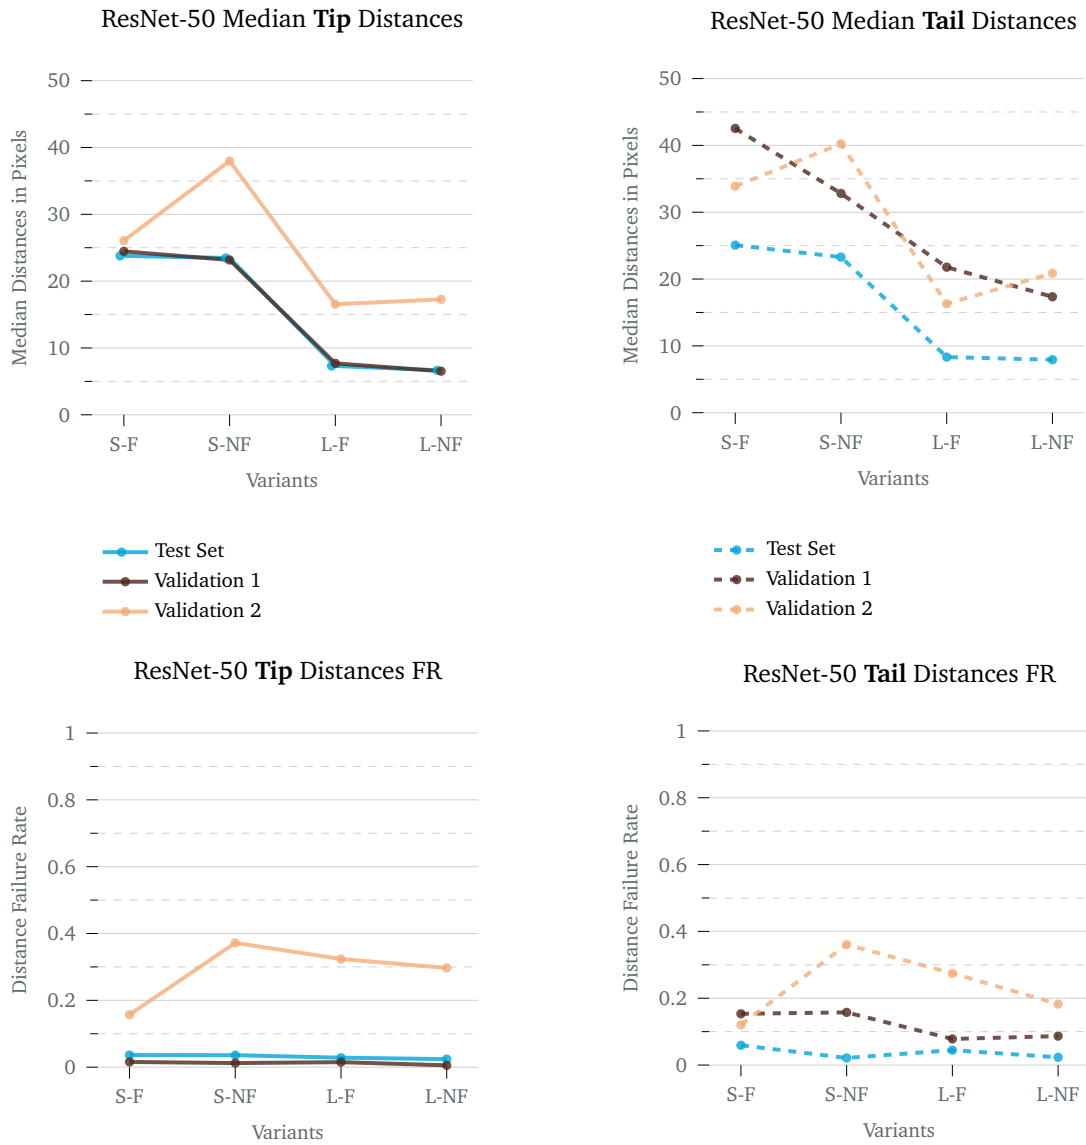 ResNet-50 Median Tip Distances
50
40
30
20
10
0
Median Distances in Pixels
S-F
S-NF
L-F
L-NF
Variants
Test Set
Validation 1
Validation 2
ResNet-50 Median Tail Distances
50
40
30
20
10
0
Median Distances in Pixels
S-F
S-NF
L-F
L-NF
Variants
Test Set
Validation 1
Validation 2
ResNet-50 Tip Distances FR
1
0.8
0.6
0.4
0.2
0
Distance Failure Rate
S-F
S-NF
L-F
L-NF
Variants
ResNet-50 Tail Distances FR
1
0.8
0.6
0.4
0.2
0
Distance Failure Rate
S-F
S-NF
L-F
L-NF
Variants